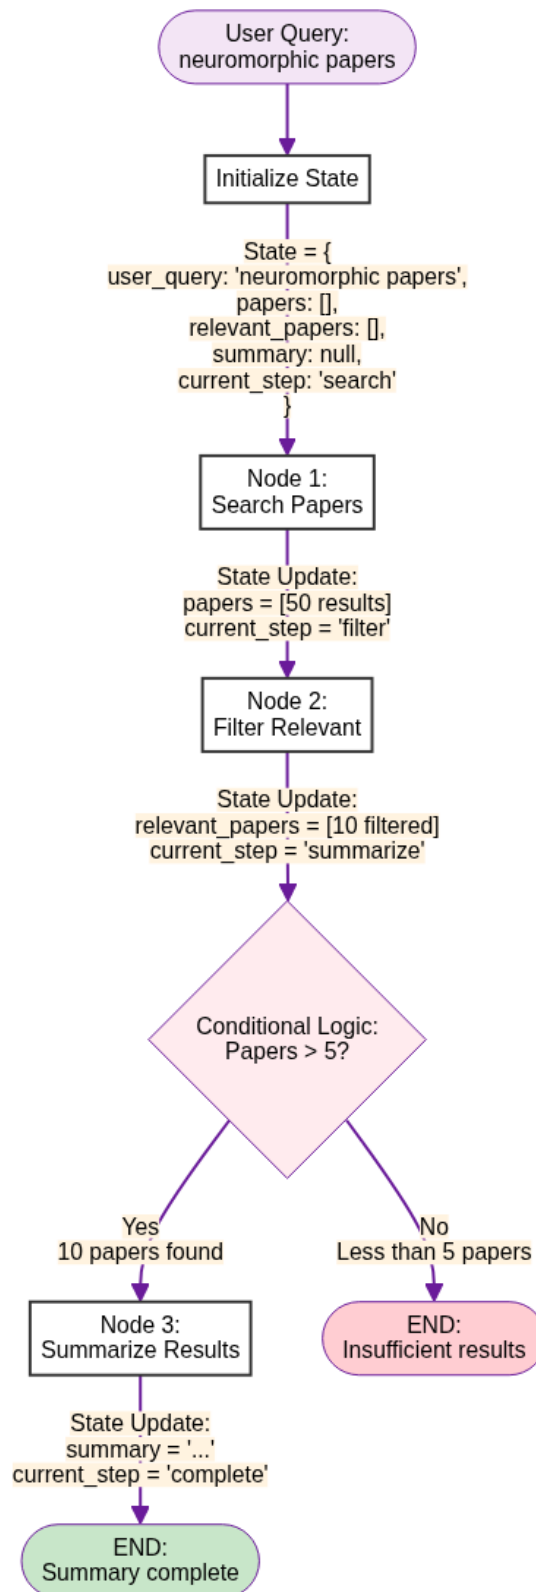 User Query:
neuromorphic papers
Initialize State
State = {
user_query: 'neuromorphic papers',
papers: [],
relevant_papers: [],
summary: null,
current_step: 'search'
}
Node 1:
Search Papers
State Update:
papers = [50 results]
current_step = 'filter'
Node 2:
Filter Relevant
State Update:
relevant_papers = [10 filtered]
current_step = 'summarize'
Conditional Logic:
Papers > 5?
Yes
10 papers found
No
Less than 5 papers
Node 3:
Summarize Results
END:
Insufficient results
State Update:
summary = '...'
current_step = 'complete'
END:
Summary complete